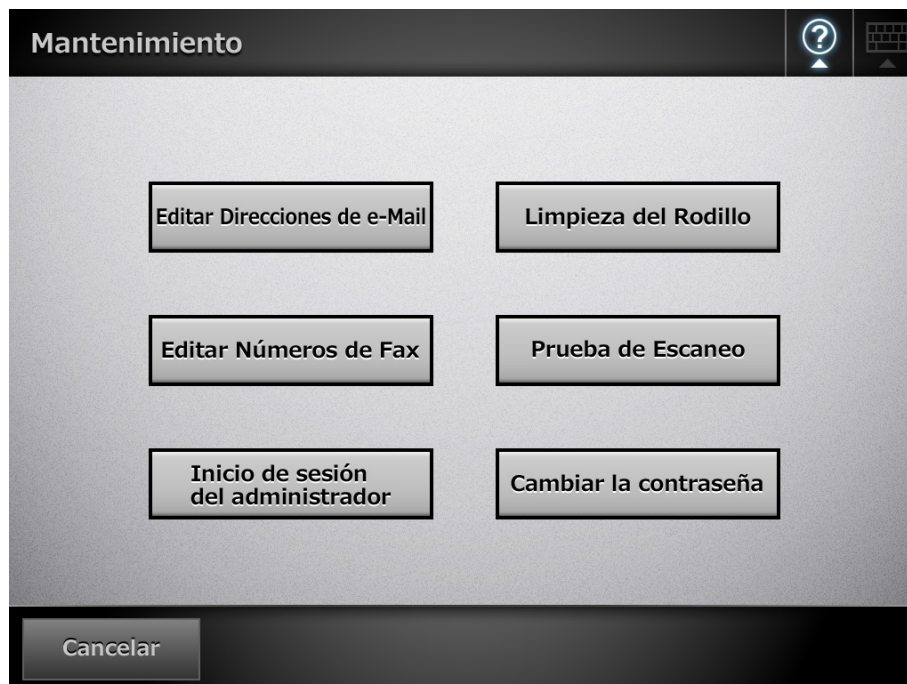 Mantenimiento
?
Editar Direcciones de e-Mail
Limpieza del Rodillo
Editar Números de Fax
Prueba de Escaneo
Inicio de sesión
del administrador
Cambiar la contraseña
Cancelar